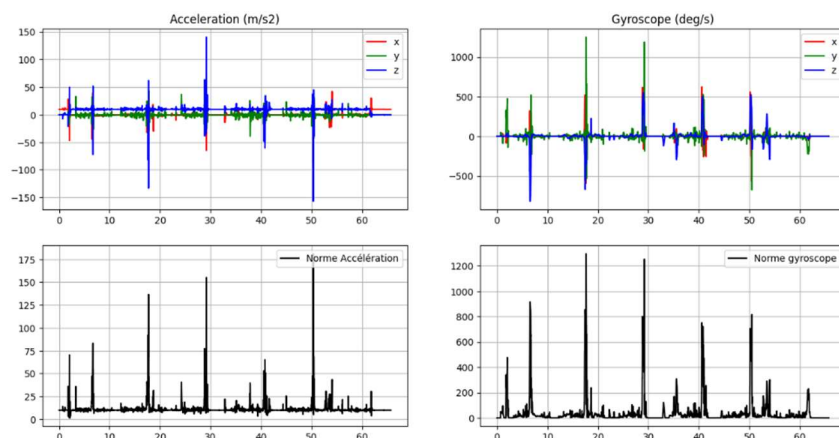 Acceleration (m/s2)
150
100
50
0
−50
−100
−150
0 10 20 30 40 50 60
x
y
z
Gyroscope (deg/s)
1000
500
0
−500
0 10 20 30 40 50 60
x
y
z
175
150
125
100
75
50
25
0
0 10 20 30 40 50 60
Norme Accélération
1200
1000
800
600
400
200
0
0 10 20 30 40 50 60
Norme gyroscope